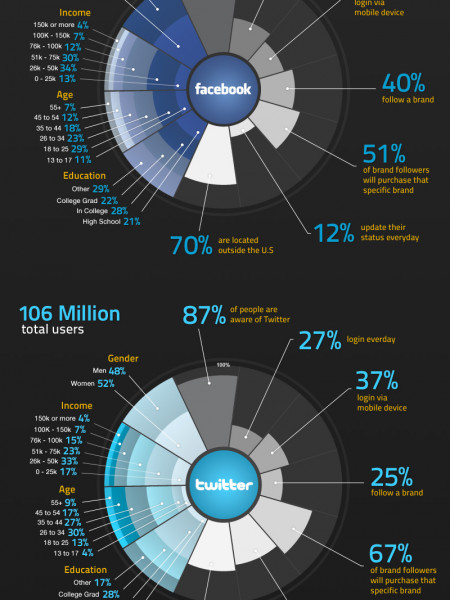 login via
mobile device
Income
150k or more 4%
100K - 150k 7%
76k - 100k 12%
51k - 75k 30%
26k - 50k 34%
0 - 25k 13%
facebook
40%
follow a brand
Age
55+ 7%
45 to 54 12%
35 to 44 18%
26 to 34 23%
18 to 25 29%
13 to 17 11%
51%
of brand followers
will purchase that
specific brand
Education
Other 29%
College Grad 22%
In College 28%
High School 21%
70% are located
outside the U.S
12% update their
status everyday
106 Million
total users
87% of people are
aware of Twitter
27% login everday
Gender
Men 48%
Women 52%
100%
37%
login via
mobile device
Income
150k or more 4%
100K - 150k 7%
76k - 100k 15%
51k - 75k 23%
26k - 50k 33%
0 - 25k 17%
twitter
25%
follow a brand
Age
55+ 9%
45 to 54 17%
35 to 44 27%
26 to 34 30%
18 to 25 13%
13 to 17 4%
67%
of brand followers
will purchase that
specific brand
Education
Other 17%
College Grad 28%